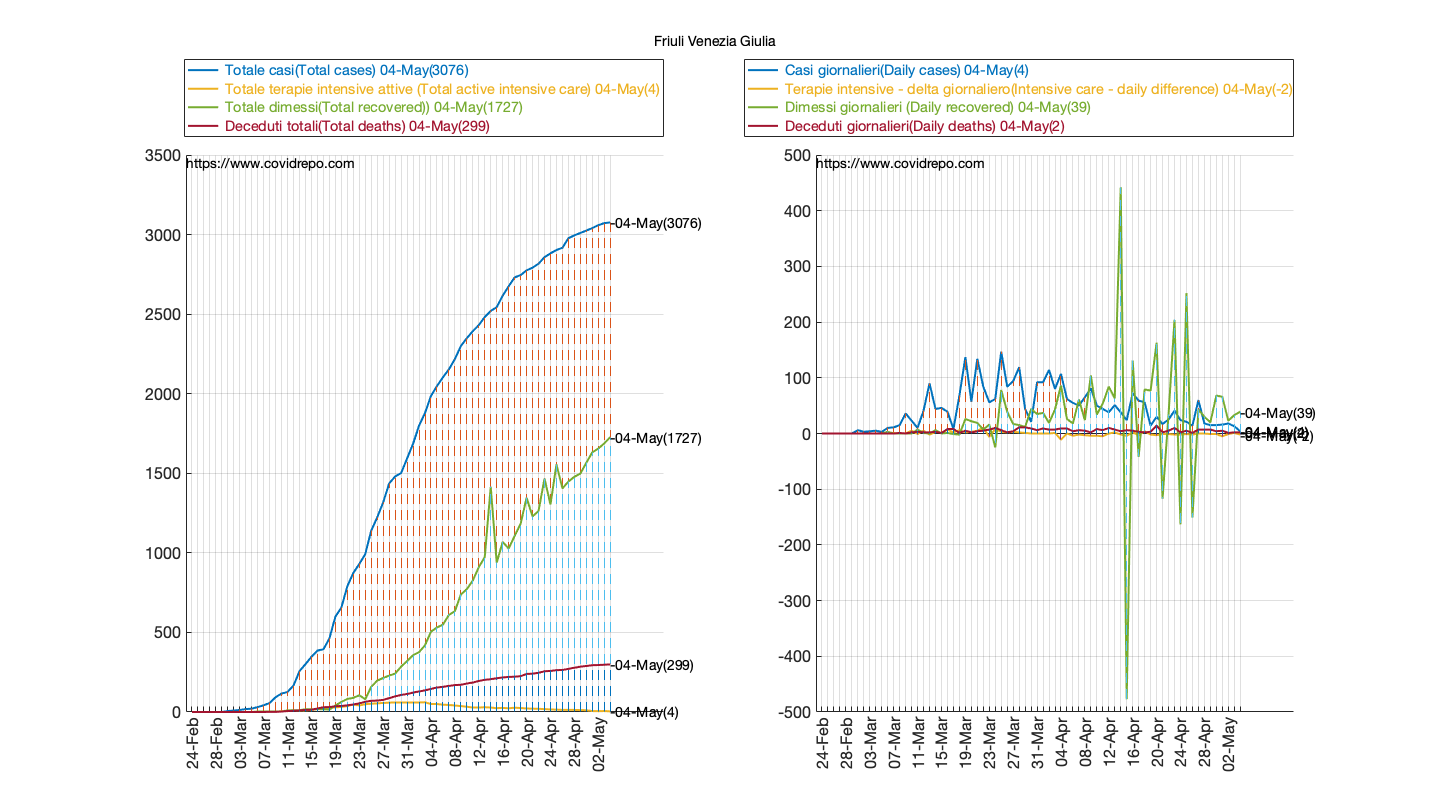 Friuli Venezia Giulia
Totale casi(Total cases) 04-May(3076)
Totale terapie intensive attive (Total active intensive care) 04-May(4)
Totale dimessi(Total recovered)) 04-May(1727)
Deceduti totali(Total deaths) 04-May(299)
https://www.covidrepo.com
3500
3000
2500
2000
1500
1000
500
0
04-May(3076)
04-May(1727)
04-May(299)
04-May(4)
24-Feb
28-Feb
03-Mar
07-Mar
11-Mar
15-Mar
19-Mar
23-Mar
27-Mar
31-Mar
04-Apr
08-Apr
12-Apr
16-Apr
20-Apr
24-Apr
28-Apr
02-May
Casi giornalieri(Daily cases) 04-May(4)
Terapie intensive - delta giornaliero(Intensive care - daily difference) 04-May(-2)
Dimessi giornalieri (Daily recovered) 04-May(39)
Deceduti giornalieri(Daily deaths) 04-May(2)
https://www.covidrepo.com
500
400
300
200
100
0
-100
-200
-300
-400
-500
04-May(39)
24-Feb
28-Feb
03-Mar
07-Mar
11-Mar
15-Mar
19-Mar
23-Mar
27-Mar
31-Mar
04-Apr
08-Apr
12-Apr
16-Apr
20-Apr
24-Apr
28-Apr
02-May